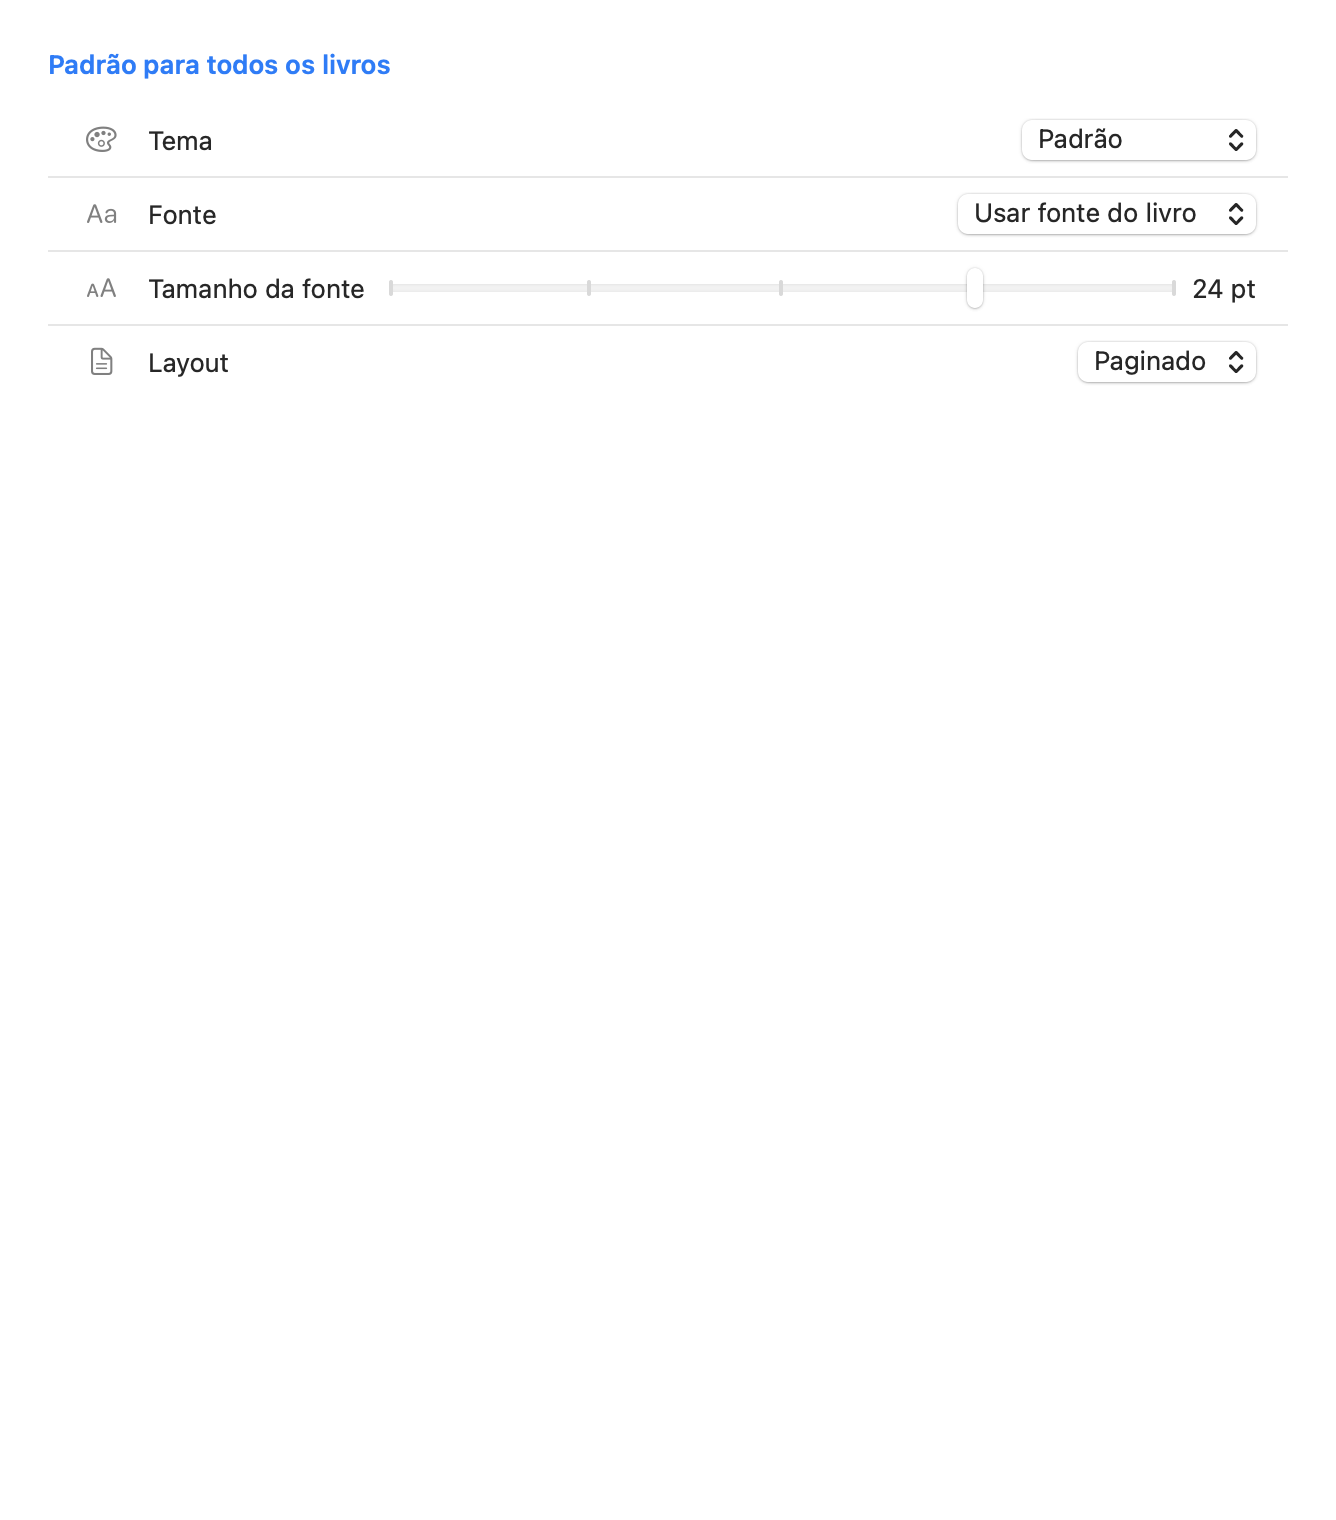 Padrão para todos os livros
Tema Padrão
Aa Fonte Usar fonte do livro
AA Tamanho da fonte 24 pt
Layout Paginado